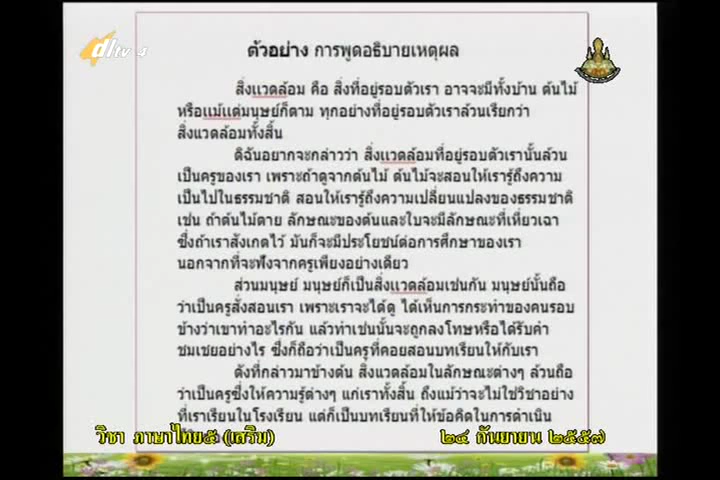 dltv 4
ตัวอย่าง การพูดอธิบายเหตุผล
สิ่งแวดล้อม คือ สิ่งที่อยู่รอบตัวเรา อาจจะมีทั้งบ้าน ต้นไม้
หรือแม้แต่มนุษย์ก็ตาม ทุกอย่างที่อยู่รอบตัวเราล้วนเรียกว่า
สิ่งแวดล้อมทั้งสิ้น
ดิฉันอยากจะกล่าวว่า สิ่งแวดล้อมที่อยู่รอบตัวเรานั้นล้วน
เป็นครูของเรา เพราะถ้าดูจากต้นไม้ ต้นไม้จะสอนให้เรารู้ถึงความ
เป็นไปในธรรมชาติ สอนให้เรารู้ถึงความเปลี่ยนแปลงของธรรมชาติ
เช่น ถ้าต้นไม้ตาย ลักษณะของต้นและใบจะมีลักษณะที่เหี่ยวเฉา
ซึ่งถ้าเราสังเกตไว้ มันก็จะมีประโยชน์ต่อการศึกษาของเรา
นอกจากที่จะฟังจากครูเพียงอย่างเดียว
ส่วนมนุษย์ มนุษย์ก็เป็นสิ่งแวดล้อมเช่นกัน มนุษย์นั้นถือ
ว่าเป็นครูสั่งสอนเรา เพราะเราจะได้ดู ได้เห็นการกระทำของคนรอบ
ข้างว่าเขาทำอะไรกัน แล้วทำเช่นนั้นจะถูกลงโทษหรือได้รับคำ
ชมเชยอย่างไร ซึ่งก็ถือว่าเป็นครูที่คอยสอนบทเรียนให้กับเรา
ดังที่กล่าวมาข้างต้น สิ่งแวดล้อมในลักษณะต่างๆ ล้วนถือ
ว่าเป็นครูซึ่งให้ความรู้ต่างๆ แก่เราทั้งสิ้น ถึงแม้ว่าจะไม่ใช่วิชาอย่าง
ที่เราเรียนในโรงเรียน แต่ก็เป็นบทเรียนที่ให้ข้อคิดในการดำเนิน
วิชา ภาษาไทย๕ (เสริม)
๒๔ กันยายน ๒๕๕๗